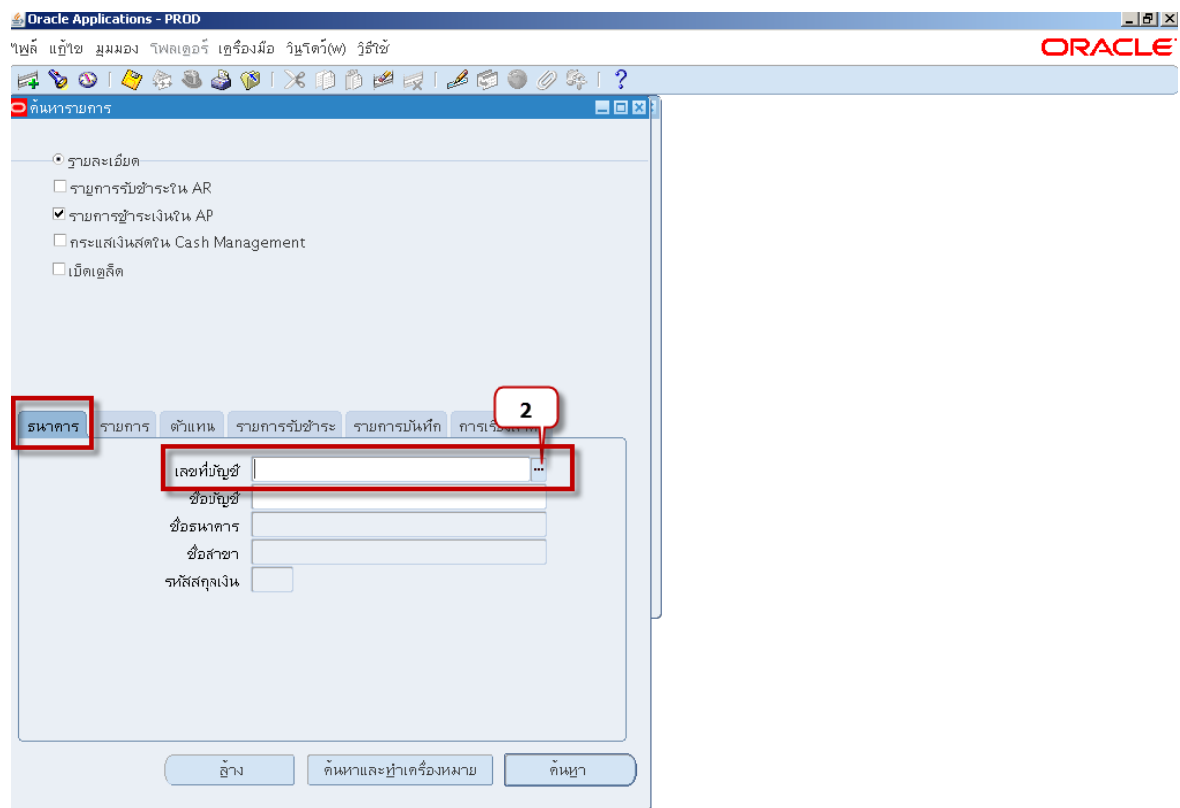 Oracle Applications - PROD
ไฟล์ แก้ไข มุมมอง โฟลเดอร์ เครื่องมือ วินโดว์(W) วิธีใช้
ORACLE
ค้นหารายการ
รายละเอียด
รายการรับชำระใน AR
รายการชำระเงินใน AP
กระแสเงินสดใน Cash Management
เบ็ดเตล็ด
2
ธนาคาร รายการ ตัวแทน รายการรับชำระ รายการบันทึก
เลขที่บัญชี
ชื่อบัญชี
ชื่อธนาคาร
ชื่อสาขา
รหัสสกุลเงิน
ล้าง ค้นหาและทำเครื่องหมาย ค้นหา